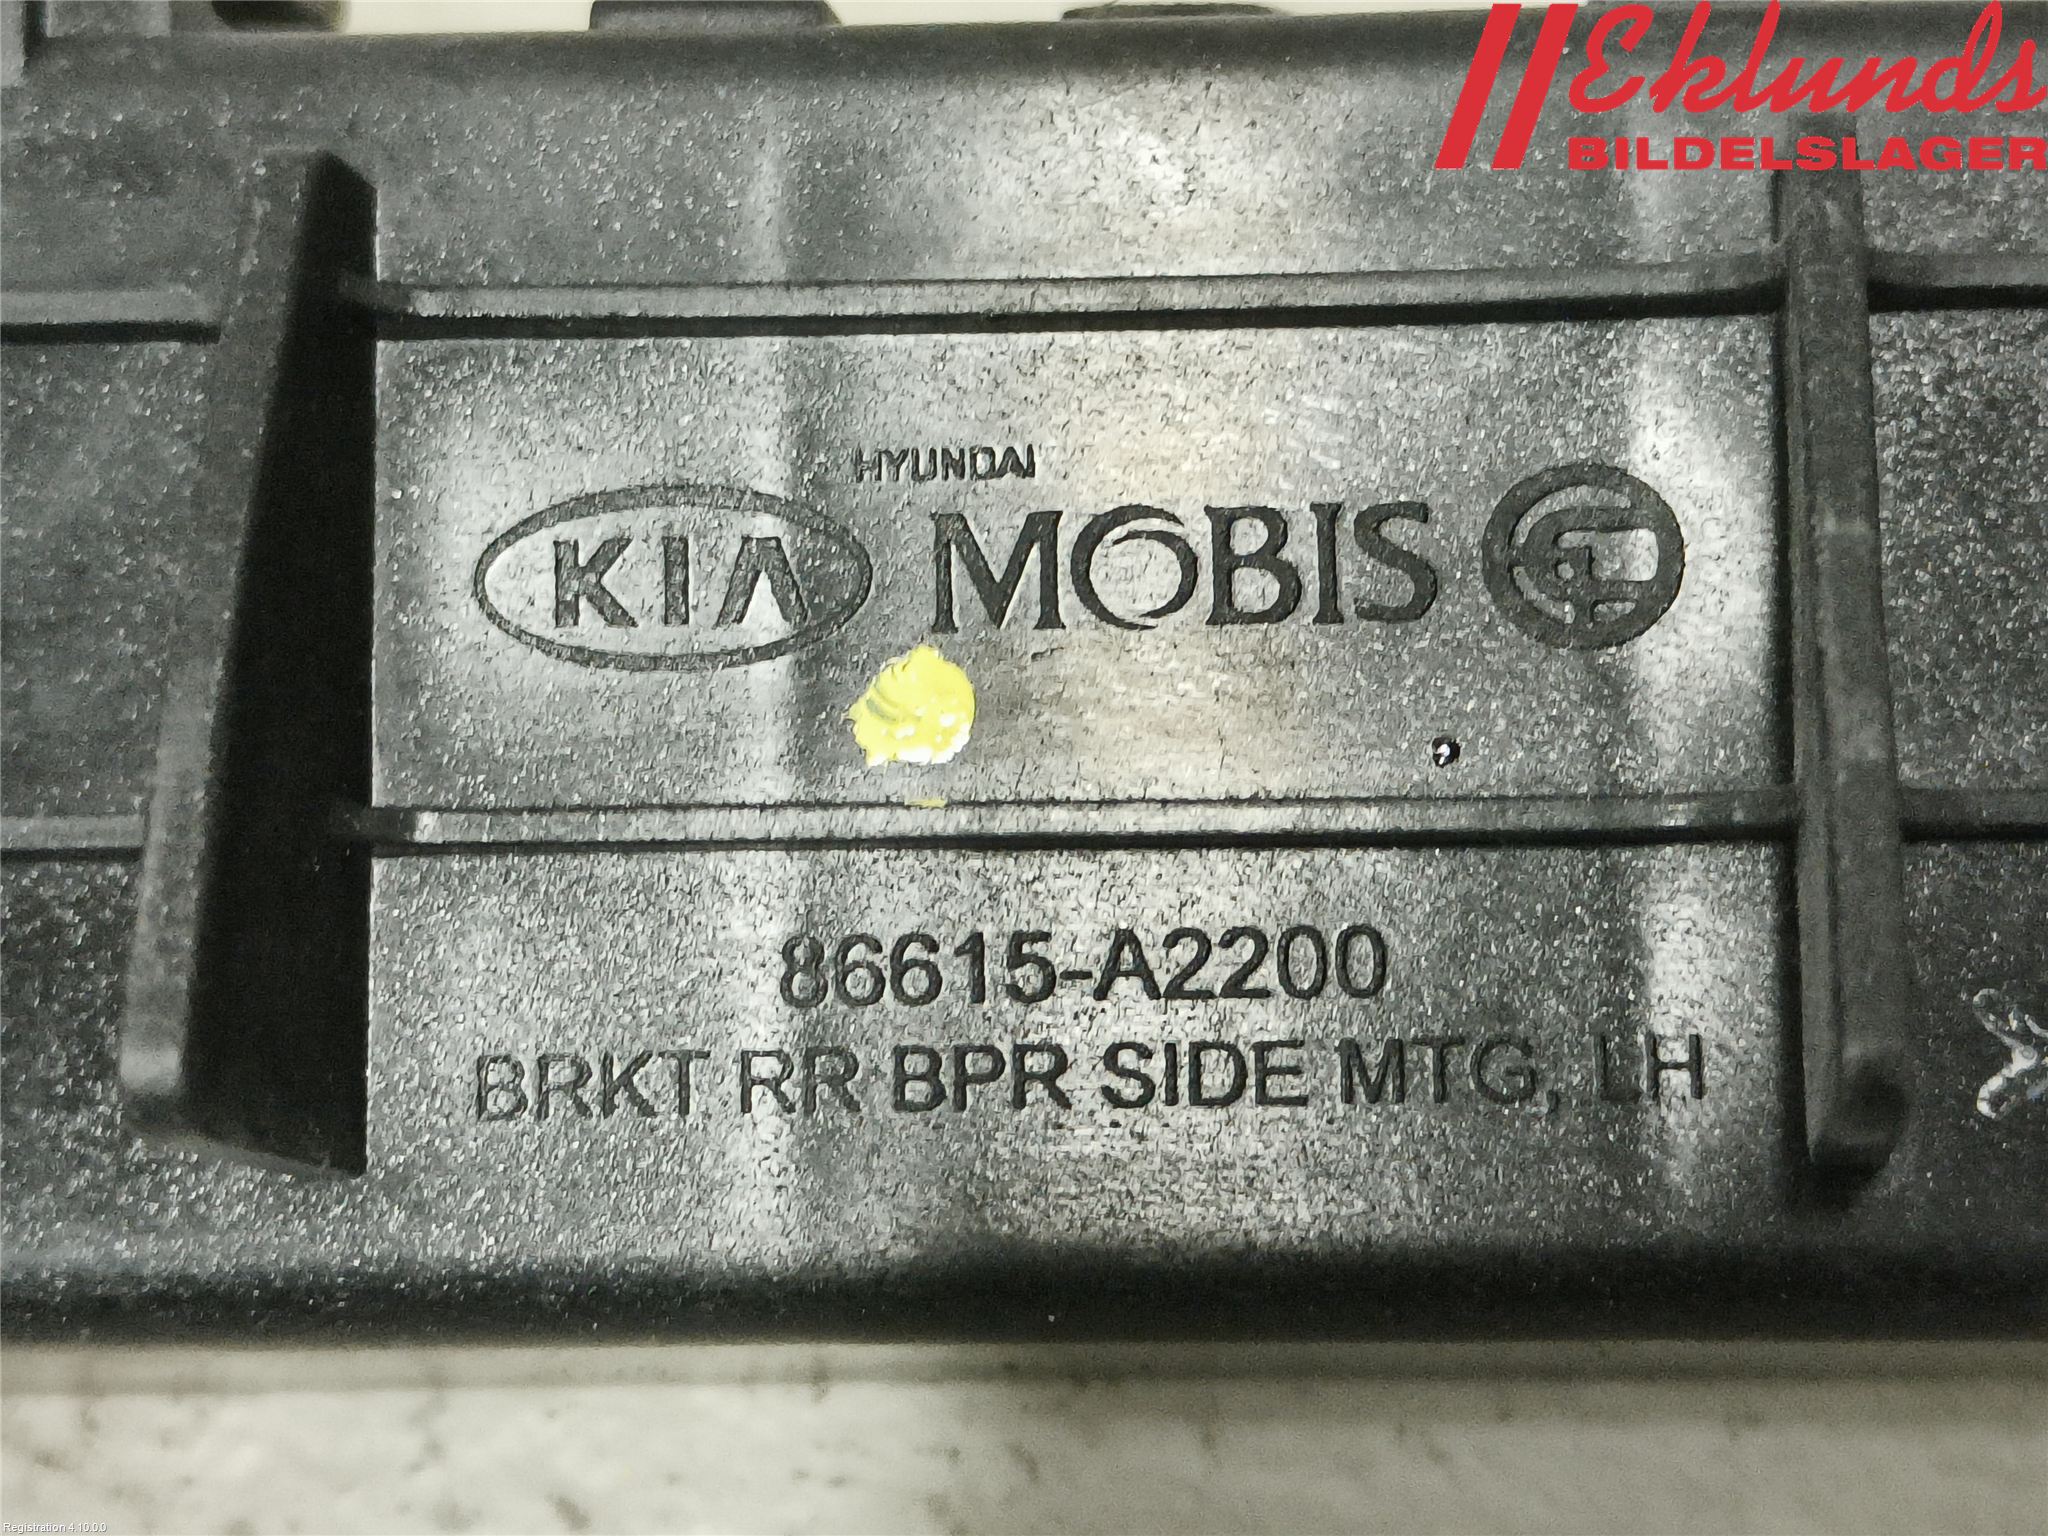 Eklunds
BILDELSLAGER
HYUNDAI
KIA MOBIS
86615-A2200
BRKT RR BPR SIDE MTG, LH
Registration 4.10.0.0